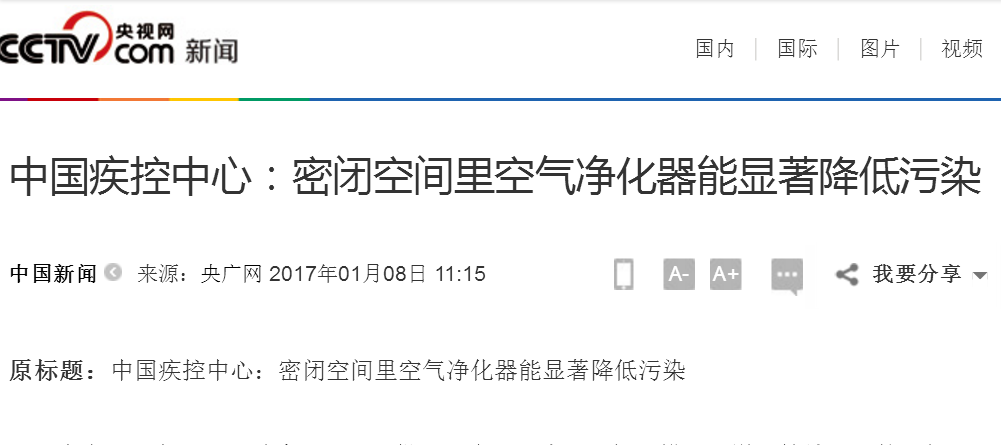 CCTV.com 央视网 新闻
国内 国际 图片 视频
中国疾控中心：密闭空间里空气净化器能显著降低污染
中国新闻 来源：央广网 2017年01月08日 11:15 A- A+ 我要分享
原标题：中国疾控中心：密闭空间里空气净化器能显著降低污染